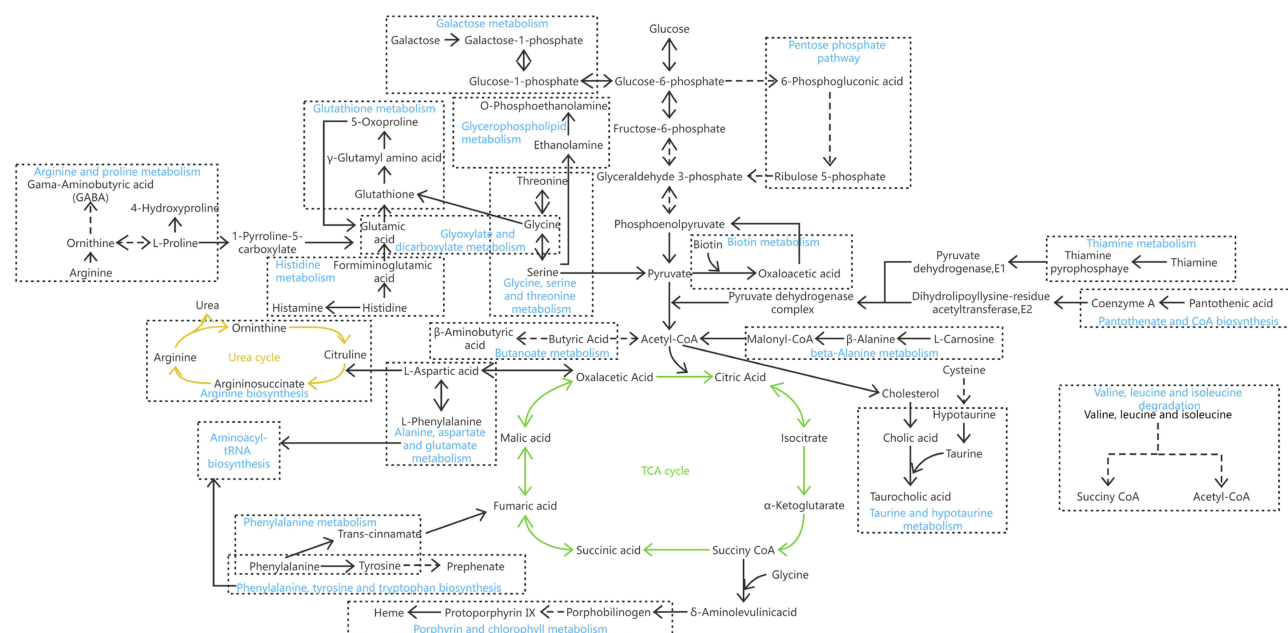 Galactose metabolism
Galactose
Galactose-1-phosphate
Glucose-1-phosphate
Glucose
Glucose-6-phosphate
Pentose phosphate
pathway
6-Phosphogluconic acid
Ribulose 5-phosphate
Fructose-6-phosphate
Glyceraldehyde 3-phosphate
Phosphoenolpyruvate
Glutathione metabolism
5-Oxoproline
γ-Glutamyl amino acid
Glutathione
O-Phosphoethanolamine
Glycerophospholipid
metabolism
Ethanolamine
Arginine and proline metabolism
Gama-Aminobutyric acid
(GABA)
4-Hydroxyproline
Ornithine
L-Proline
Arginine
1-Pyrroline-5-
carboxylate
Threonine
Glycine
Serine
Glycine, serine
and threonine
metabolism
Glutamic
acid
Glyoxylate and
dicarboxylate metabolism
Histidine
metabolism
Formiminoglutamic
acid
Histamine
Histidine
Biotin metabolism
Biotin
Pyruvate
Oxaloacetic acid
Thiamine metabolism
Pyruvate
dehydrogenase,E1
Thiamine
pyrophosphaye
Thiamine
Pyruvate dehydrogenase
complex
Dihydrolipoyllysine-residue
acetyltransferase,E2
Coenzyme A
Pantothenic acid
Pantothenate and CoA biosynthesis
Urea
Orninthine
Arginine
Urea cycle
Citruline
Argininosuccinate
Arginine biosynthesis
β-Aminobutyric
acid
Butyric Acid
Butanoate metabolism
Acetyl-CoA
Malonyl-CoA
β-Alanine
L-Carnosine
beta-Alanine metabolism
L-Aspartic acid
L-Phenylalanine
Alanine, aspartate
and glutamate
metabolism
Aminoacyl-
tRNA
biosynthesis
Oxalacetic Acid
Citric Acid
Malic acid
Isocitrate
TCA cycle
Fumaric acid
α-Ketoglutarate
Succinic acid
Succiny CoA
Cysteine
Cholesterol
Hypotaurine
Cholic acid
Taurine
Taurocholic acid
Taurine and hypotaurine
metabolism
Valine, leucine and isoleucine
degradation
Valine, leucine and isoleucine
Succiny CoA
Acetyl-CoA
Phenylalanine metabolism
Trans-cinnamate
Phenylalanine
Tyrosine
Prephenate
Phenylalanine, tyrosine and tryptophan biosynthesis
Glycine
Heme
Protoporphyrin IX
Porphobilinogen
δ-Aminolevulinicacid
Porphyrin and chlorophyll metabolism